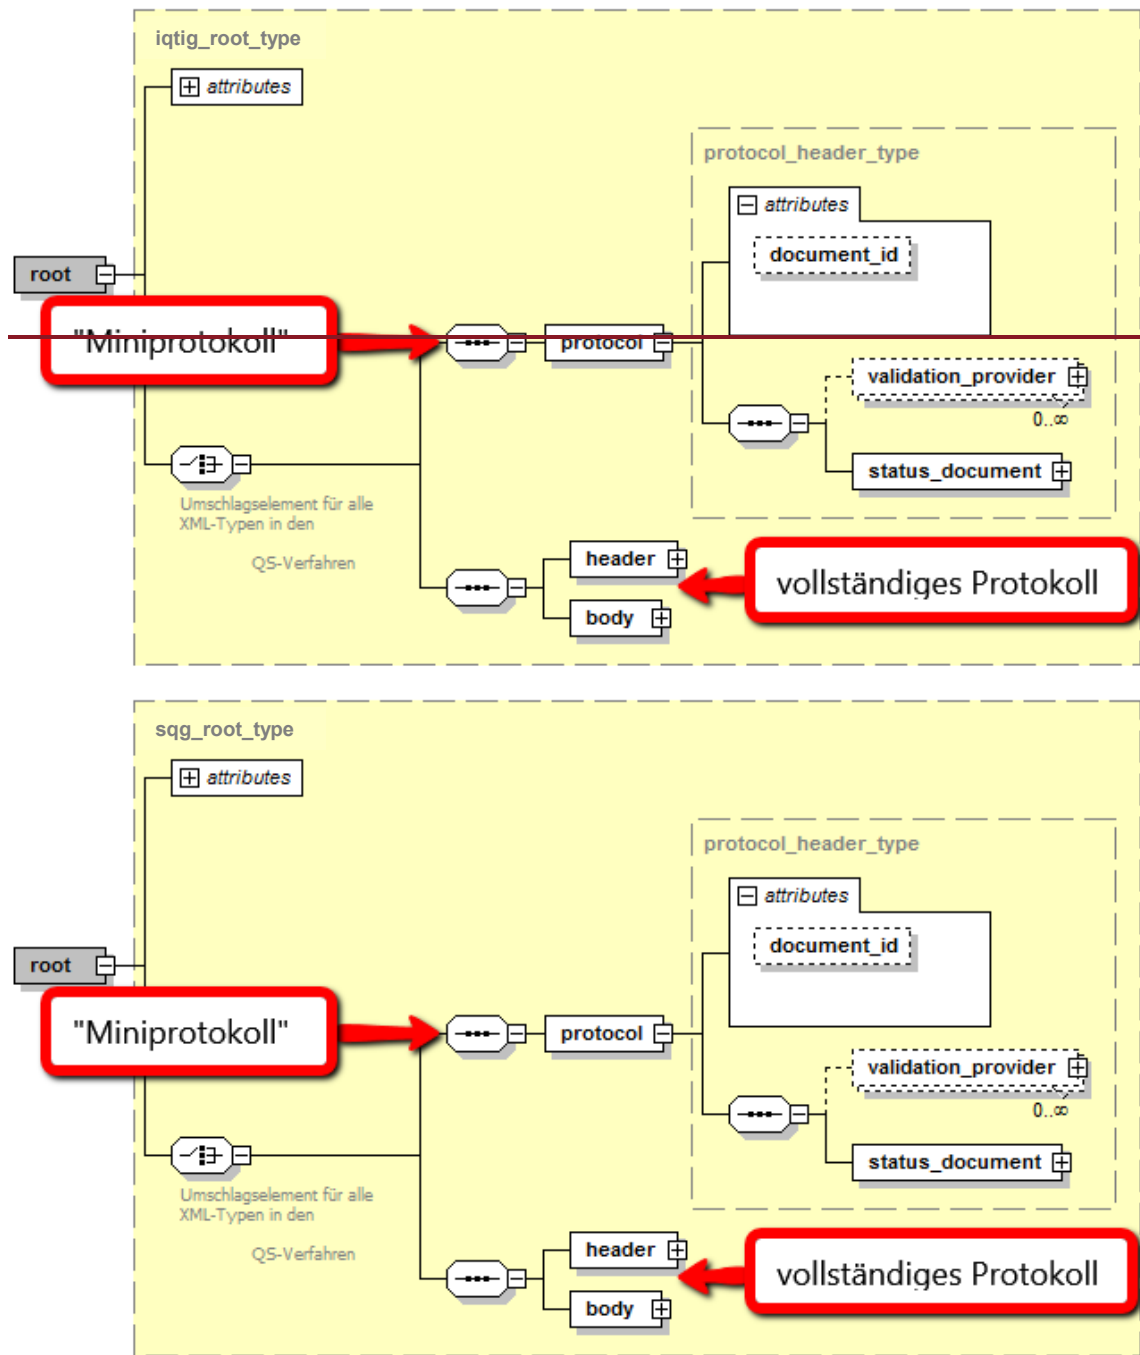 iqtig_root_type
attributes
protocol_header_type
attributes
document_id
root
"Miniprotokoll"
protocol
validation_provider
0..∞
status_document
Umschlagselement für alle
XML-Typen in den
QS-Verfahren
header
vollständiges Protokoll
body
sqg_root_type
attributes
protocol_header_type
attributes
document_id
root
"Miniprotokoll"
protocol
validation_provider
0..∞
status_document
Umschlagselement für alle
XML-Typen in den
QS-Verfahren
header
vollständiges Protokoll
body